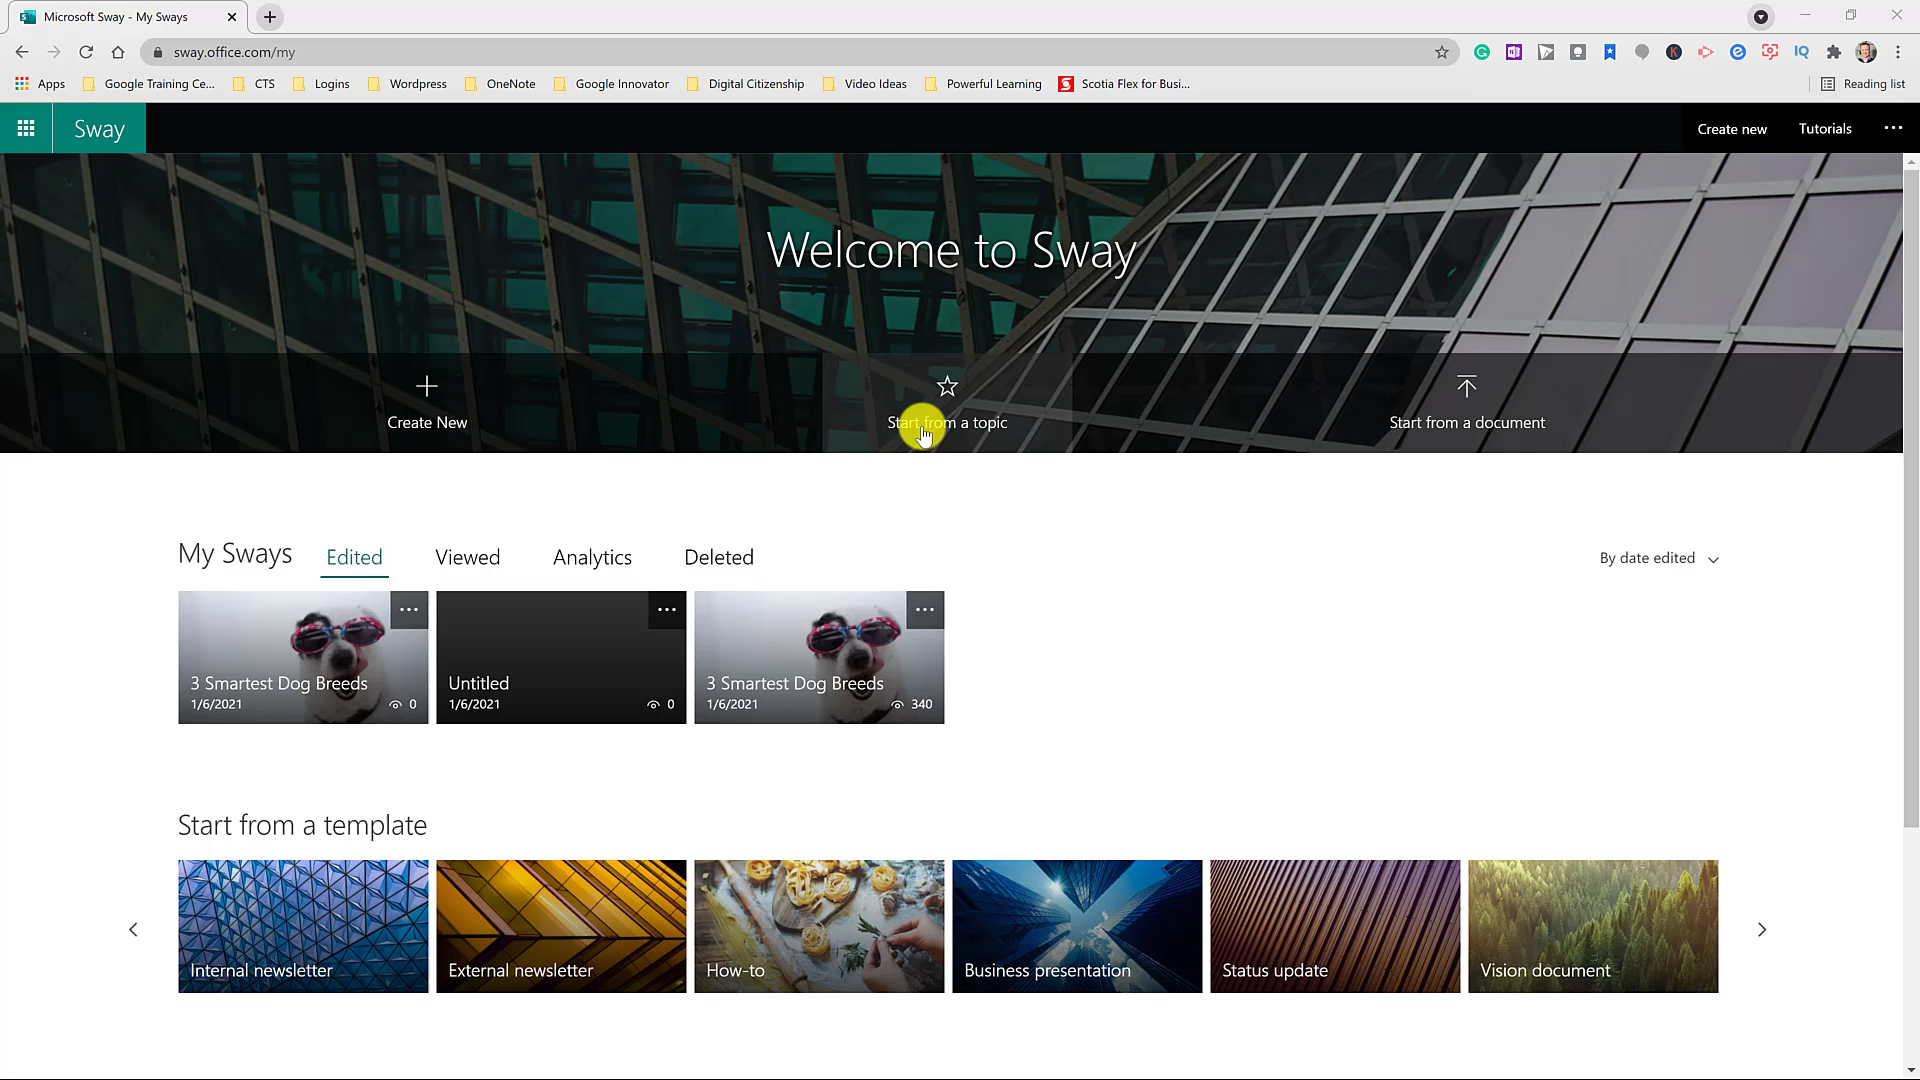 Microsoft Sway - My Sways
sway.office.com/my
Apps Google Training Ce... CTS Logins Wordpress OneNote Google Innovator Digital Citizenship Video Ideas Powerful Learning Scotia Flex for Busi... Reading list
Sway Create new Tutorials
Welcome to Sway
Create New Start from a topic Start from a document
My Sways Edited Viewed Analytics Deleted By date edited
3 Smartest Dog Breeds Untitled 3 Smartest Dog Breeds
1/6/2021 0 1/6/2021 0 1/6/2021 340
Start from a template
Internal newsletter External newsletter How-to Business presentation Status update Vision document